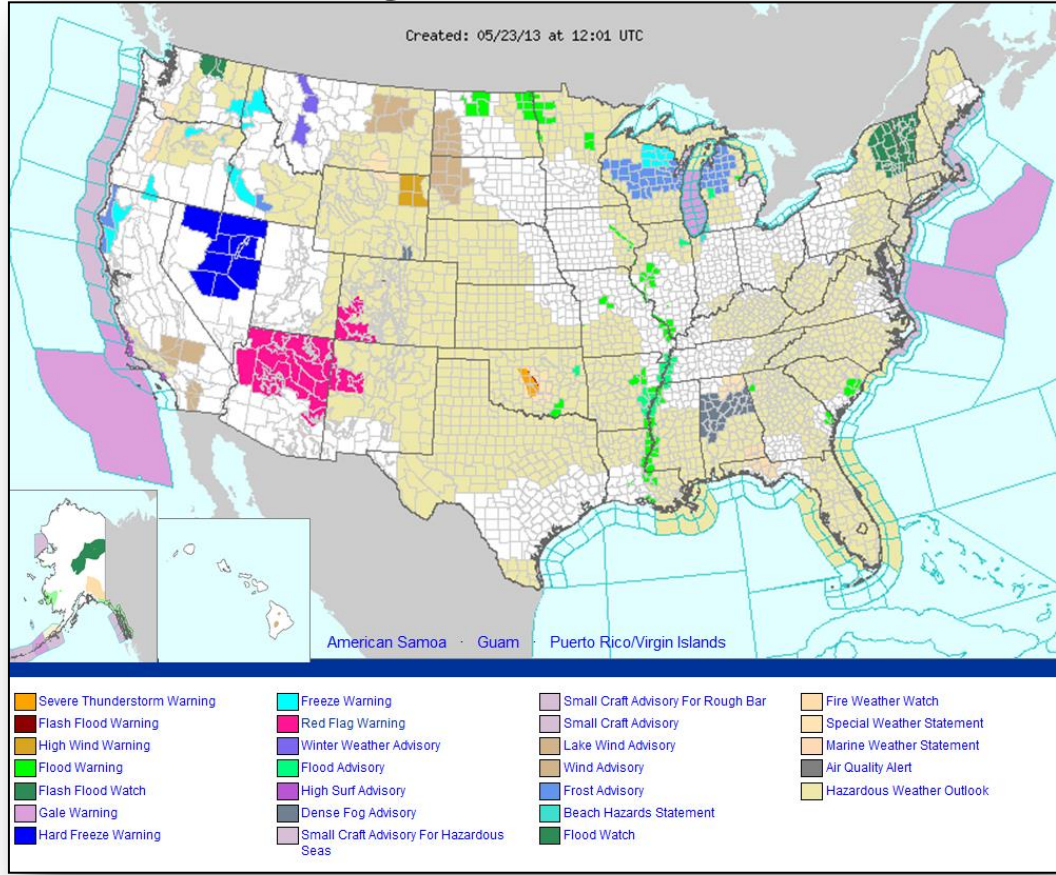 Created: 05/23/13 at 12:01 UTC
American Samoa · Guam · Puerto Rico/Virgin Islands
Severe Thunderstorm Warning
Flash Flood Warning
High Wind Warning
Flood Warning
Flash Flood Watch
Gale Warning
Hard Freeze Warning
Freeze Warning
Red Flag Warning
Winter Weather Advisory
Flood Advisory
High Surf Advisory
Dense Fog Advisory
Small Craft Advisory For Hazardous
Seas
Small Craft Advisory For Rough Bar
Small Craft Advisory
Lake Wind Advisory
Wind Advisory
Frost Advisory
Beach Hazards Statement
Flood Watch
Fire Weather Watch
Special Weather Statement
Marine Weather Statement
Air Quality Alert
Hazardous Weather Outlook